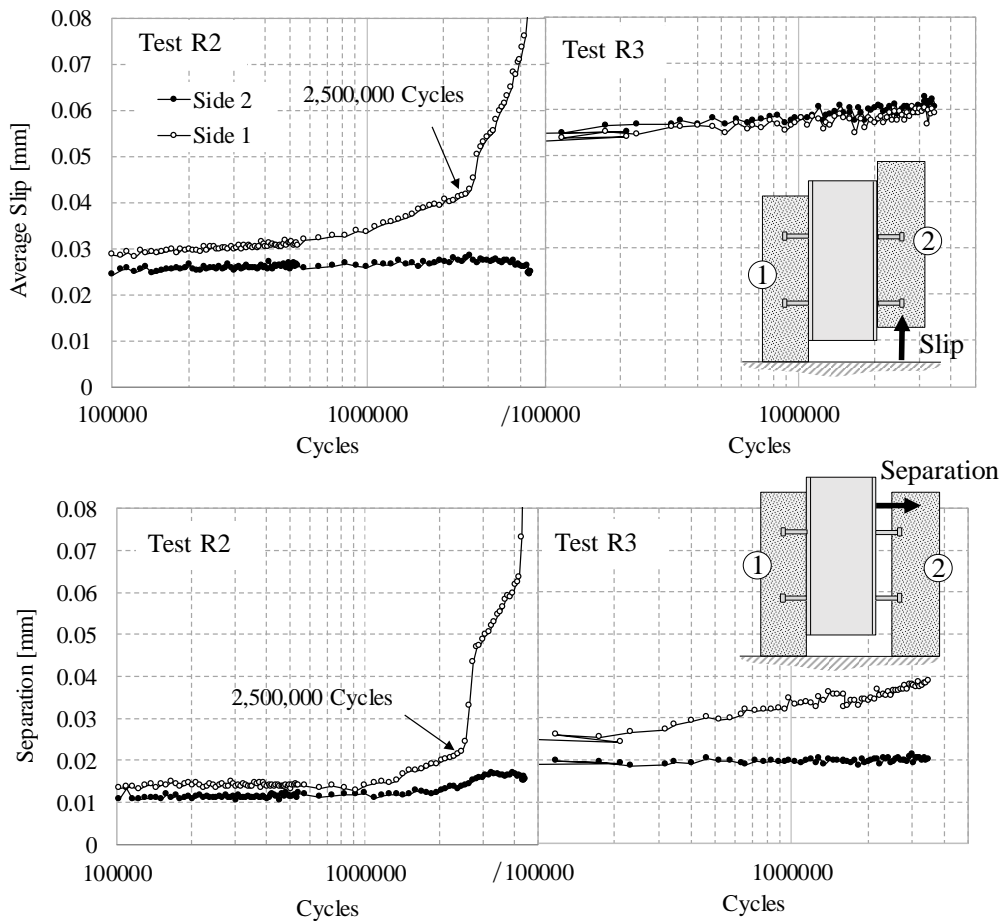 0.08
0.07
0.06
0.05
0.04
0.03
0.02
0.01
0
Average Slip [mm]
Test R2
Side 2
Side 1
2,500,000 Cycles
Test R3
1
2
Slip
100000
1000000
/100000
1000000
Cycles
Cycles
0.08
0.07
0.06
0.05
0.04
0.03
0.02
0.01
0
Separation [mm]
Test R2
2,500,000 Cycles
Test R3
Separation
1
2
100000
1000000
/100000
1000000
Cycles
Cycles